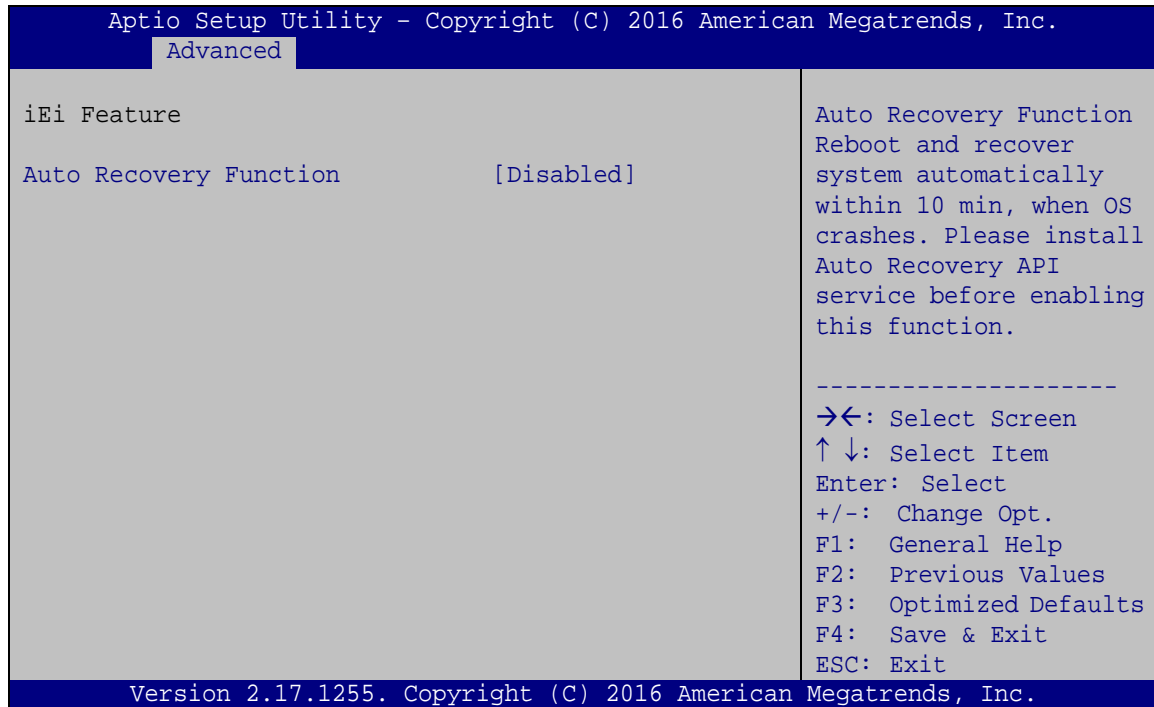 Aptio Setup Utility – Copyright (C) 2016 American Megatrends, Inc.
Advanced
iEi Feature
Auto Recovery Function [Disabled]
Auto Recovery Function
Reboot and recover
system automatically
within 10 min, when OS
crashes. Please install
Auto Recovery API
service before enabling
this function.
---------------------
→←: Select Screen
↑ ↓: Select Item
Enter: Select
+/-: Change Opt.
F1: General Help
F2: Previous Values
F3: Optimized Defaults
F4: Save & Exit
ESC: Exit
Version 2.17.1255. Copyright (C) 2016 American Megatrends, Inc.